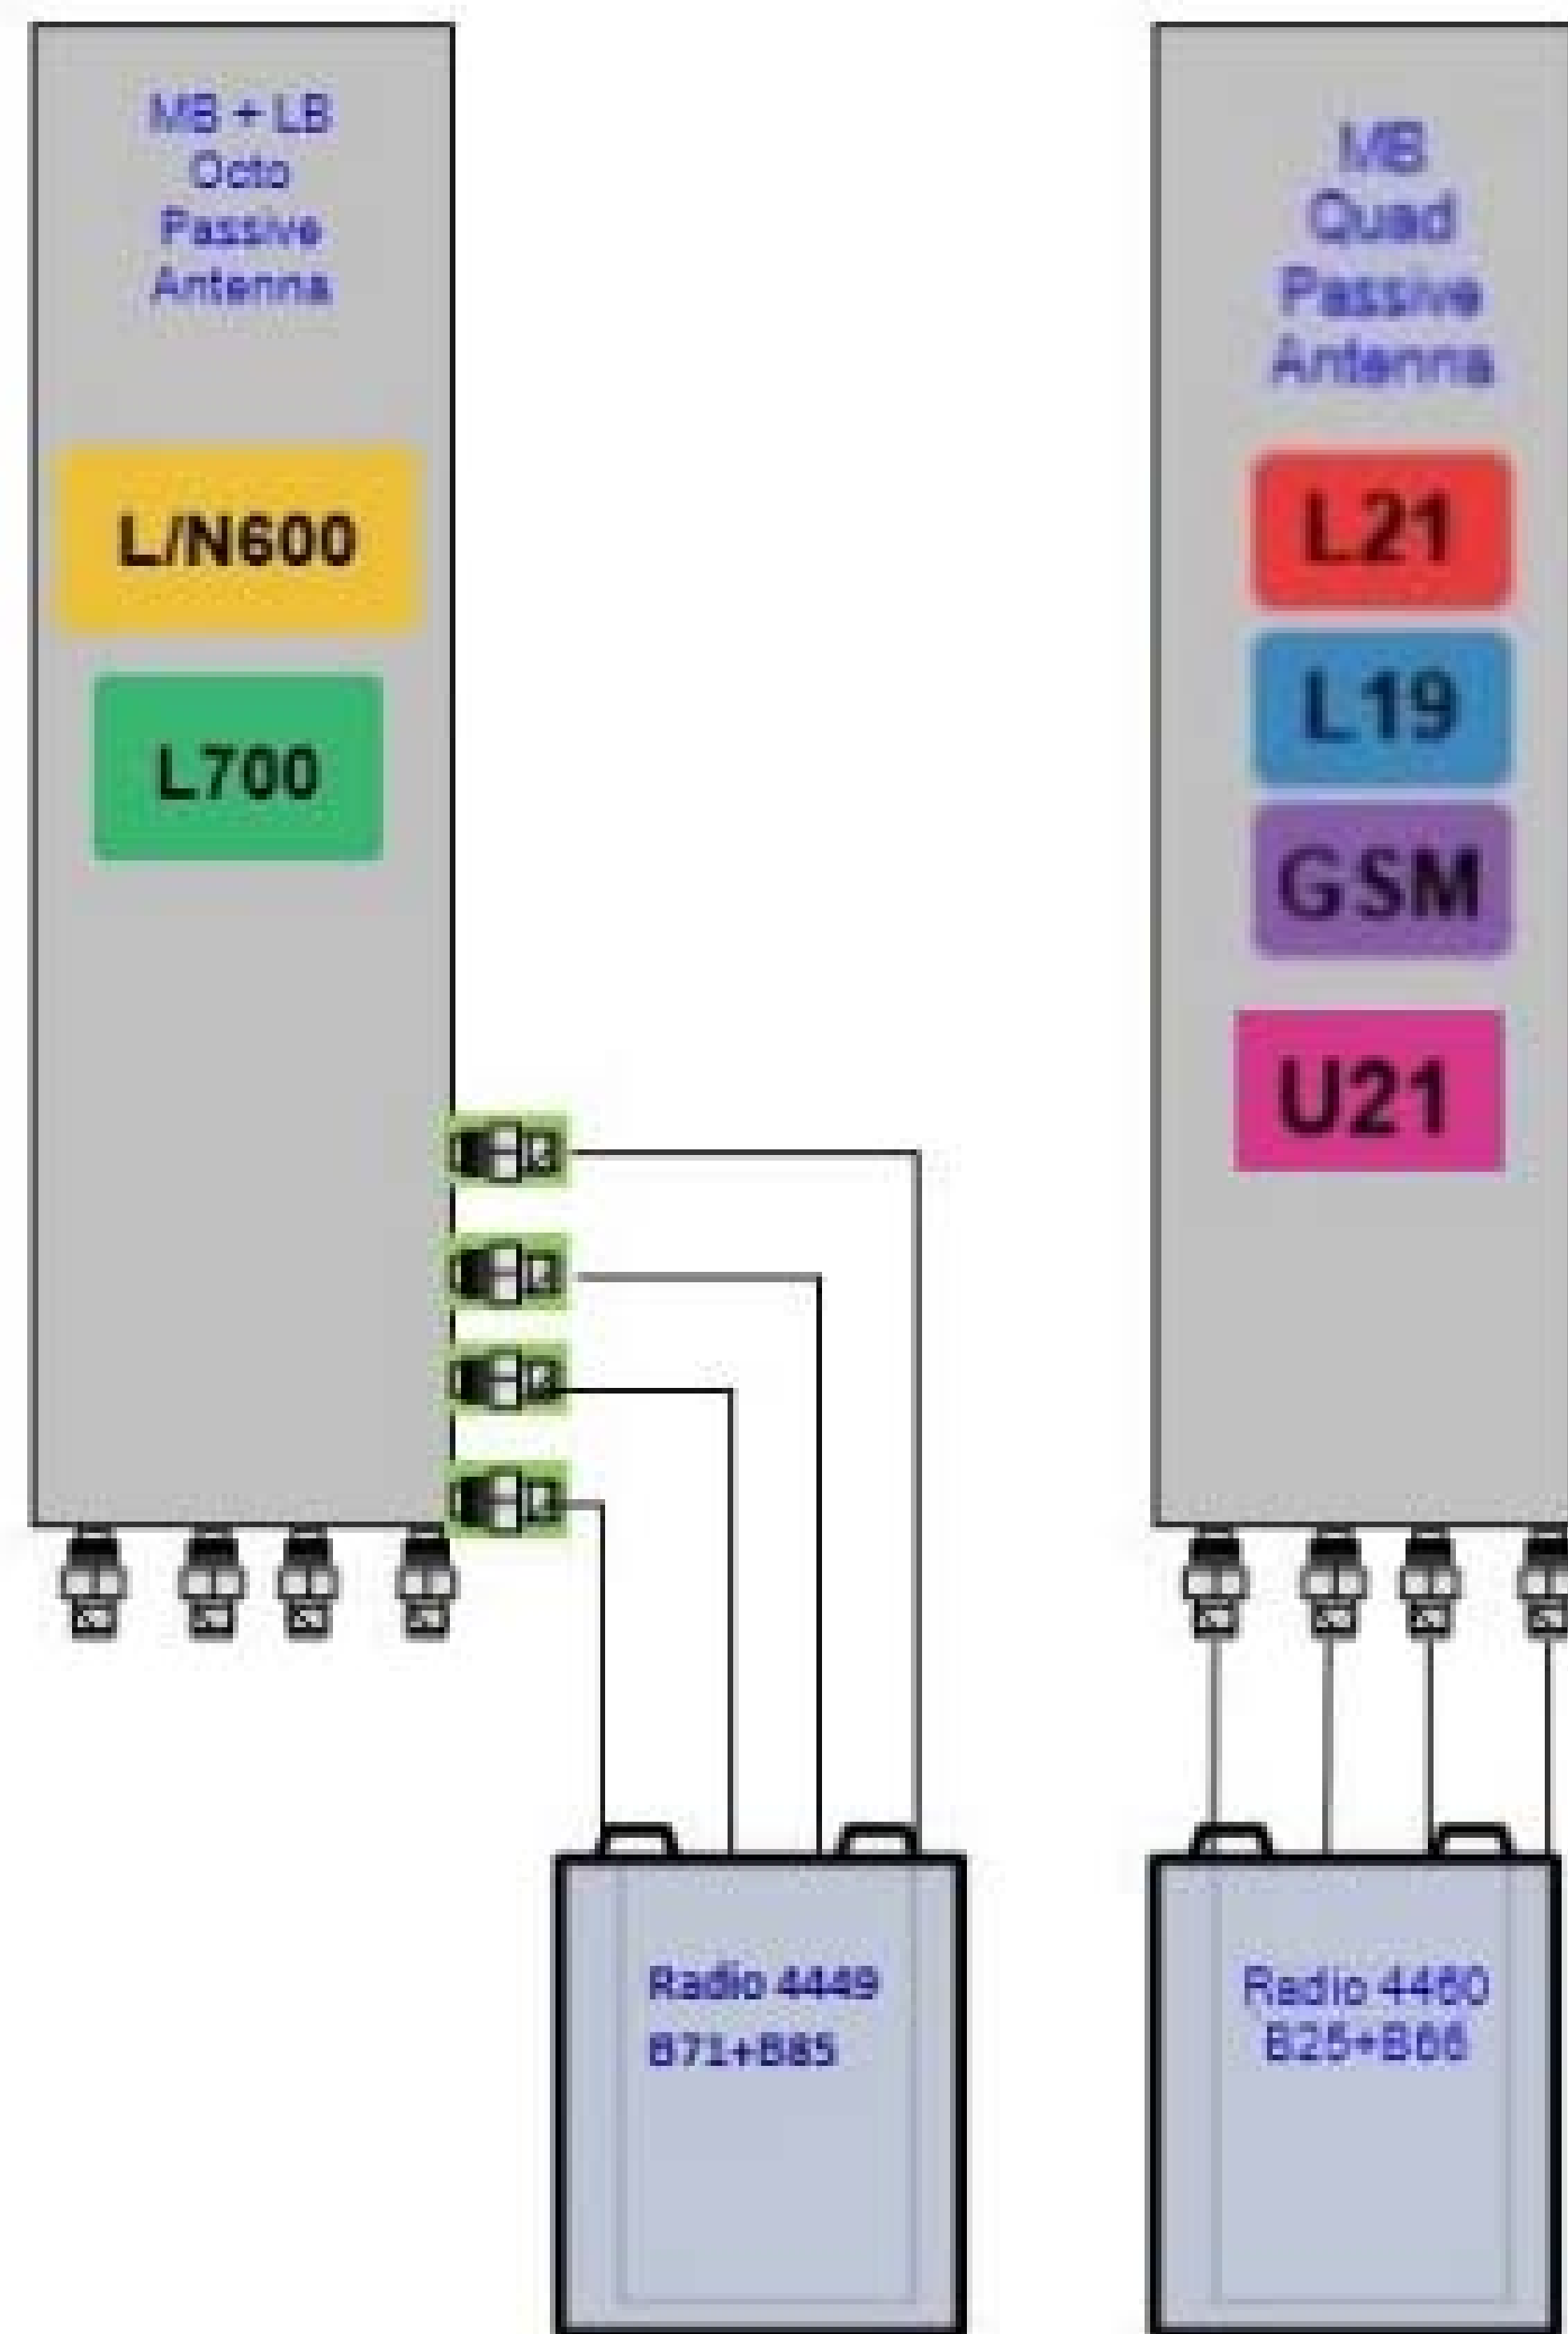 MB + LB
Octo
Passive
Antenna
L/N600
L700
MB
Quad
Passive
Antenna
L21
L19
GSM
U21
Radio 4449
B71+B85
Radio 4460
B25+B66